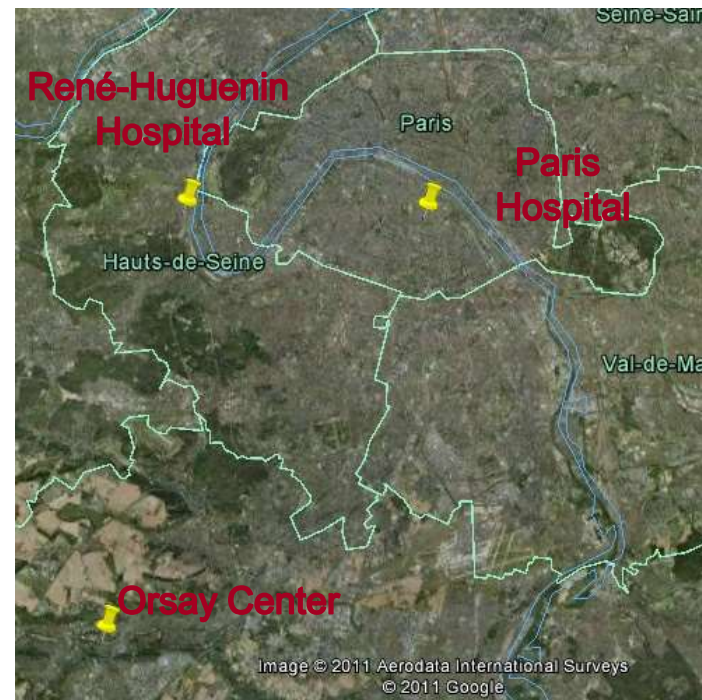 Seine-Sai
René-Huguenin
Hospital
Paris
Paris
Hospital
Hauts-de-Seine
Val-de-Ma
Orsay Center
Image © 2011 Aerodata International Surveys
© 2011 Google